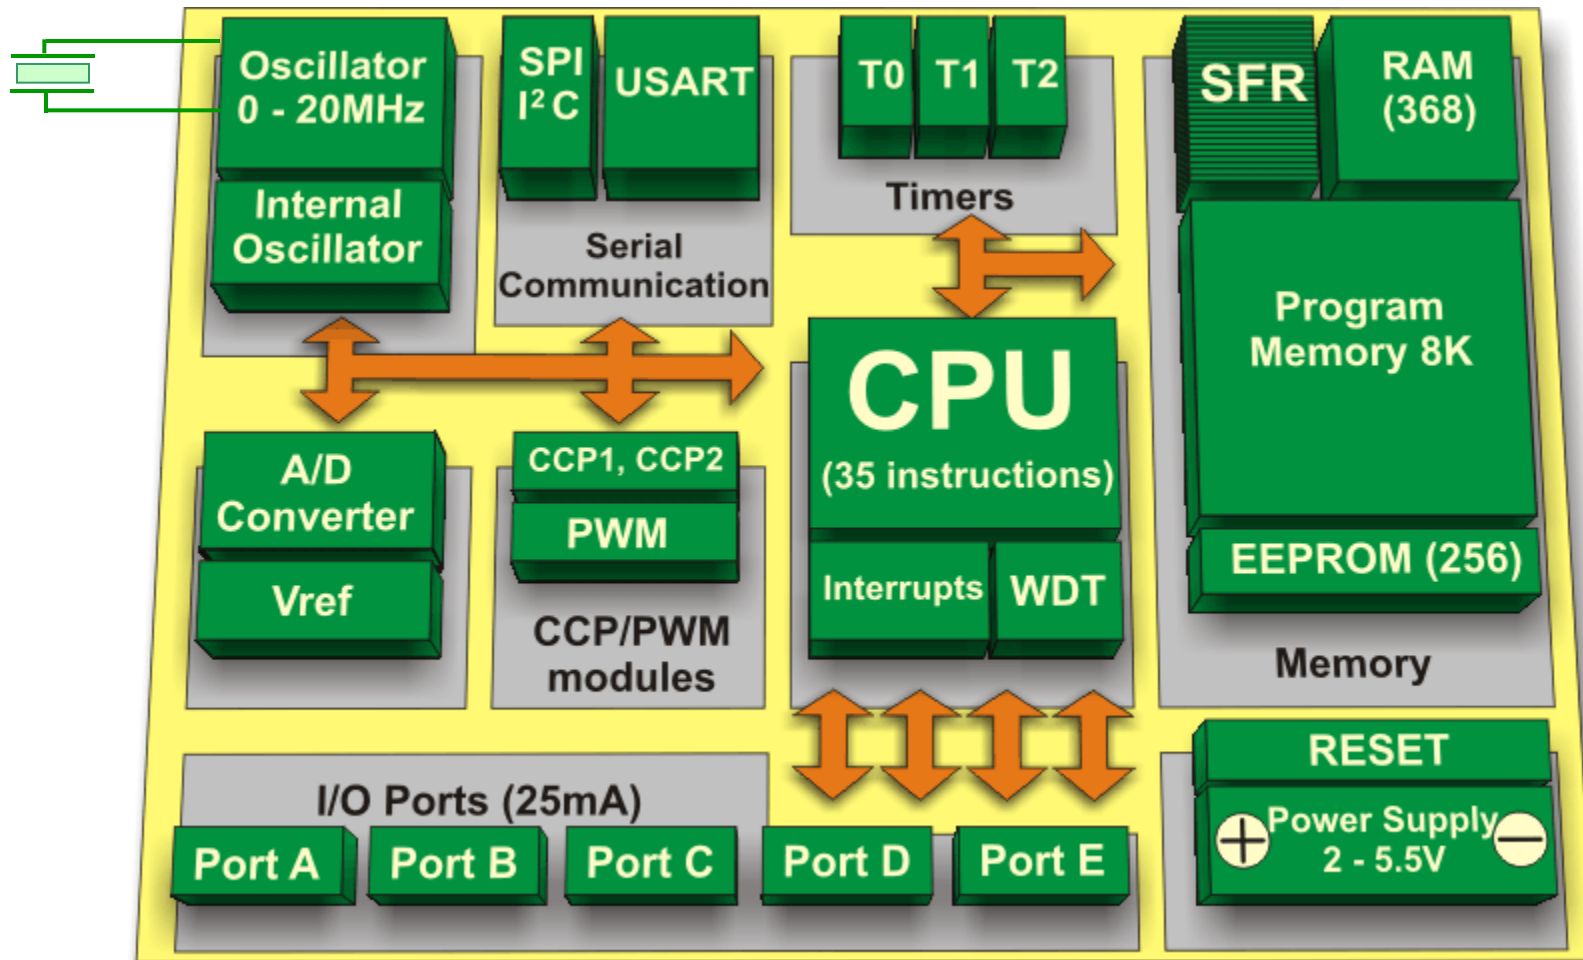 Oscillator
0 - 20MHz
Internal
Oscillator
SPI
I² C
USART
Serial
Communication
T0
T1
T2
Timers
SFR
RAM
(368)
Program
Memory 8K
EEPROM (256)
Memory
A/D
Converter
Vref
CCP1, CCP2
PWM
CCP/PWM
modules
CPU
(35 instructions)
Interrupts
WDT
I/O Ports (25mA)
Port A
Port B
Port C
Port D
Port E
RESET
+ Power Supply −
2 - 5.5V